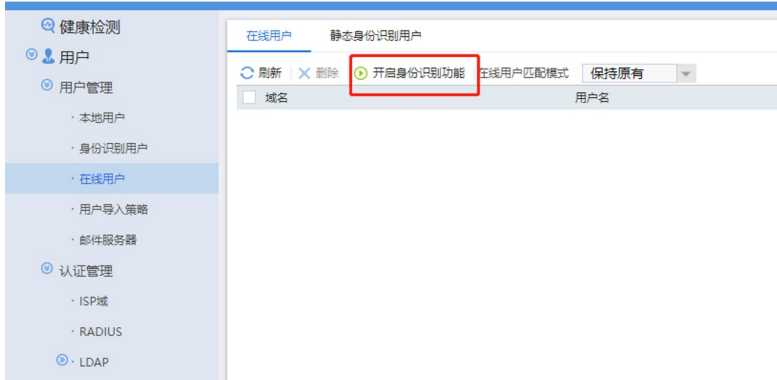 健康检测
用户
用户管理
·本地用户
·身份识别用户
·在线用户
·用户导入策略
·邮件服务器
认证管理
·ISP域
·RADIUS
·LDAP
在线用户 静态身份识别用户
刷新 删除 开启身份识别功能 在线用户匹配模式 保持原有
域名 用户名